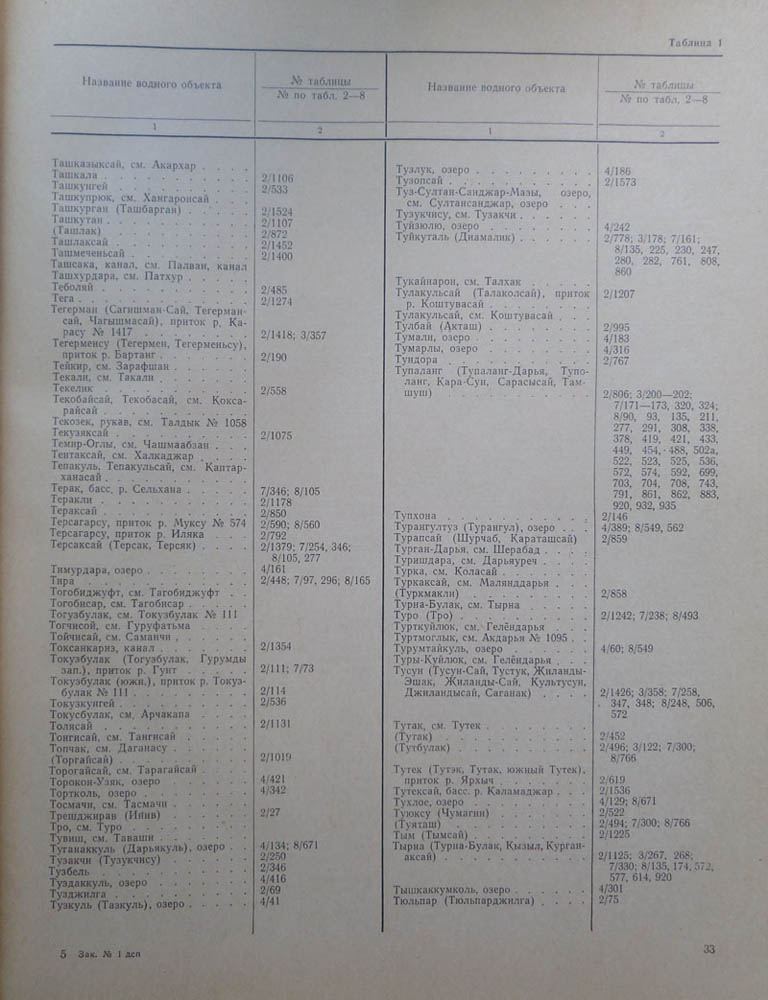 Таблица 1
Название водного объекта
№ таблицы
№ по табл. 2—8
Название водного объекта
№ таблицы
№ по табл. 2—8
1
2
1
2
Ташказыксай, см. Акархар . . . .
Ташкала . . . . . . . . . . . . 2/1106
Ташкунгей . . . . . . . . . . . 2/533
Ташкупрюк, см. Хангаронсай
Ташкурган (Ташбарган) . . . . . 2/1524
Ташкутан . . . . . . . . . . . . 2/1107
(Ташлак) . . . . . . . . . . . . 2/872
Ташлаксай . . . . . . . . . . . 2/1452
Ташмеченьсай . . . . . . . . . . 2/1400
Ташсака, канал, см. Палван, канал
Ташхурдара, см. Патхур . . . . .
Теболяй . . . . . . . . . . . . 2/485
Тега . . . . . . . . . . . . . . 2/1274
Тегерман (Сагишман-Сай, Тегерман-
сай, Чагышмасай), приток р. Ка-
расу № 1417 . . . . . . . . . . 2/1418; 3/357
Тегерменсу (Тегермен, Тегерменьсу),
приток р. Бартанг . . . . . . . 2/190
Тейкир, см. Зарафшан . . . . . .
Текали, см. Такали . . . . . . .
Текелик . . . . . . . . . . . . 2/558
Текобайсай, Текобасай, см. Кокса-
райсай . . . . . . . . . . . . .
Текозек, рукав, см. Талдык № 1058
Текузяксай . . . . . . . . . . . 2/1075
Темир-Оглы, см. Чашмаабзан . . .
Тентаксай, см. Халкаджар . . . .
Тепакуль, Тепакульсай, см. Каптар-
ханасай . . . . . . . . . . . .
Терак, басс. р. Сельхана . . . . . 7/346; 8/105
Теракли . . . . . . . . . . . . 2/1178
Тераксай . . . . . . . . . . . . 2/850
Терсагарсу, приток р. Муксу № 574 2/590; 8/560
Терсагарсу, приток р. Иляка . . . 2/792
Терсаксай (Терсак, Терсяк) . . . . 2/1379; 7/254, 346;
8/105, 277
Тимурдара, озеро . . . . . . . . 4/161
Тира . . . . . . . . . . . . . . 2/448; 7/97, 296; 8/165
Тогобиджуфт, см. Тагобиджуфт . .
Тогобисар, см. Тагобисар . . . . .
Тогузбулак, см. Токузбулак № 111
Тогчисой, см. Гуруфатьма . . . .
Тойчисай, см. Саманчи . . . . . .
Токсанкариз, канал . . . . . . . 2/1354
Токузбулак (Тогузбулак, Гурумды
зап.), приток р. Гунт . . . . . . 2/111; 7/73
Токузбулак (южн.), приток р. Токуз-
булак № 111 . . . . . . . . . . 2/114
Токузкунгей . . . . . . . . . . . 2/536
Токусбулак, см. Арчакапа . . . .
Толисай . . . . . . . . . . . . 2/1131
Тонгисай, см. Тангисай . . . . .
Топчак, см. Даганасу . . . . . .
(Торгайсай) . . . . . . . . . . . 2/1019
Торогайсай, см. Тарагайсай . . . .
Торокон-Узяк, озеро . . . . . . . 4/421
Тортколь, озеро . . . . . . . . . 4/342
Тосмачи, см. Тасмачи . . . . . .
Трешджирав (Ипив) . . . . . . . 2/27
Тро, см. Туро . . . . . . . . . .
Тувиш, см. Таваши . . . . . . . .
Туганаккуль (Дарьякуль), озеро . . 4/134; 8/671
Тузакчи (Тузукчису) . . . . . . . 2/250
Тузбель . . . . . . . . . . . . 2/346
Туздаккуль, озеро . . . . . . . . 4/416
Тузджилга . . . . . . . . . . . 2/69
Тузкуль (Тазкуль), озеро . . . . . 4/41
Тузлук, озеро . . . . . . . . . . 4/186
Тузопсай . . . . . . . . . . . . 2/1573
Туз-Султан-Санджар-Мазы, озеро,
см. Султансанджар, озеро . . .
Тузукчису, см. Тузакчи . . . . . .
Туйзюлю, озеро . . . . . . . . . 4/242
Туйкуталь (Диамалик) . . . . . . 2/778; 3/178; 7/161;
8/135, 225, 230, 247,
280, 282, 761, 808,
860
Тукайнарон, см. Талхак . . . . .
Тулакульсай (Талаколсай), приток 2/1207
р. Коштувасай . . . . . . . . .
Тулакульсай, см. Коштувасай . . .
Тулбай (Акташ) . . . . . . . . . 2/995
Тумали, озеро . . . . . . . . . . 4/183
Тумарлы, озеро . . . . . . . . . 4/316
Тундора . . . . . . . . . . . . 2/767
Тупаланг (Тупаланг-Дарья, Тупо-
ланг, Кара-Су́и, Сарасысай, Там-
шуш) . . . . . . . . . . . . . 2/806; 3/200—202;
7/171—173, 320, 324;
8/90, 93, 135, 211,
277, 291, 308, 338,
378, 419, 421, 433,
449, 454, 488, 502а,
522, 523, 525, 536,
572, 574, 592, 699,
703, 704, 708, 743,
791, 861, 862, 883,
920, 932, 935
Тупхона . . . . . . . . . . . . 2/146
Турангултуз (Турангул), озеро . . . 4/389; 8/549, 562
Турапсай (Шурчаб, Караташсай) 2/859
Турган-Дарья, см. Шерабад . . . .
Туришдара, см. Дарьяуреч . . . .
Турка, см. Коласай . . . . . . .
Туркаксай, см. Малянддарья . . .
(Туркмакли) . . . . . . . . . . . 2/858
Турна-Булак, см. Тырна . . . . .
Туро (Тро) . . . . . . . . . . . 2/1242; 7/238; 8/493
Турткуйлюк, см. Гелёндарья . . .
Туртмоглык, см. Акдарья № 1095 . .
Турумтайкуль, озеро . . . . . . . 4/60; 8/549
Туры-Куйлюк, см. Гелёндарья . . .
Тусун (Тусун-Сай, Тустук, Жиланды-
Эшак, Жиланды-Сай, Культусун,
Джиландысай, Саганак) . . . . 2/1426; 3/358; 7/258,
347, 348; 8/248, 506,
572
Тутак, см. Тутек . . . . . . . . .
(Тутак) . . . . . . . . . . . . . 2/452
(Тутбулак) . . . . . . . . . . . 2/496; 3/122; 7/300;
8/766
Тутек (Тутэк, Тутак, южный Тутек),
приток р. Ярхыч . . . . . . . . 2/619
Тутексай, басс. р. Каламаджар . . . 2/1536
Тухлое, озеро . . . . . . . . . . 4/129; 8/671
Туюксу (Чумагни) . . . . . . . . 2/522
(Туяташ) . . . . . . . . . . . . 2/494; 7/300; 8/766
Тым (Тымсай) . . . . . . . . . . 2/1225
Тырна (Турна-Булак, Кызыл, Курган-
аксай) . . . . . . . . . . . . . 2/1125; 3/267, 268;
7/330; 8/135, 174, 572,
577, 614, 920
Тышкаккумколь, озеро . . . . . . 4/301
Тюльпар (Тюльпарджилга) . . . . 2/75
5 Зак. № 1 дсп
33